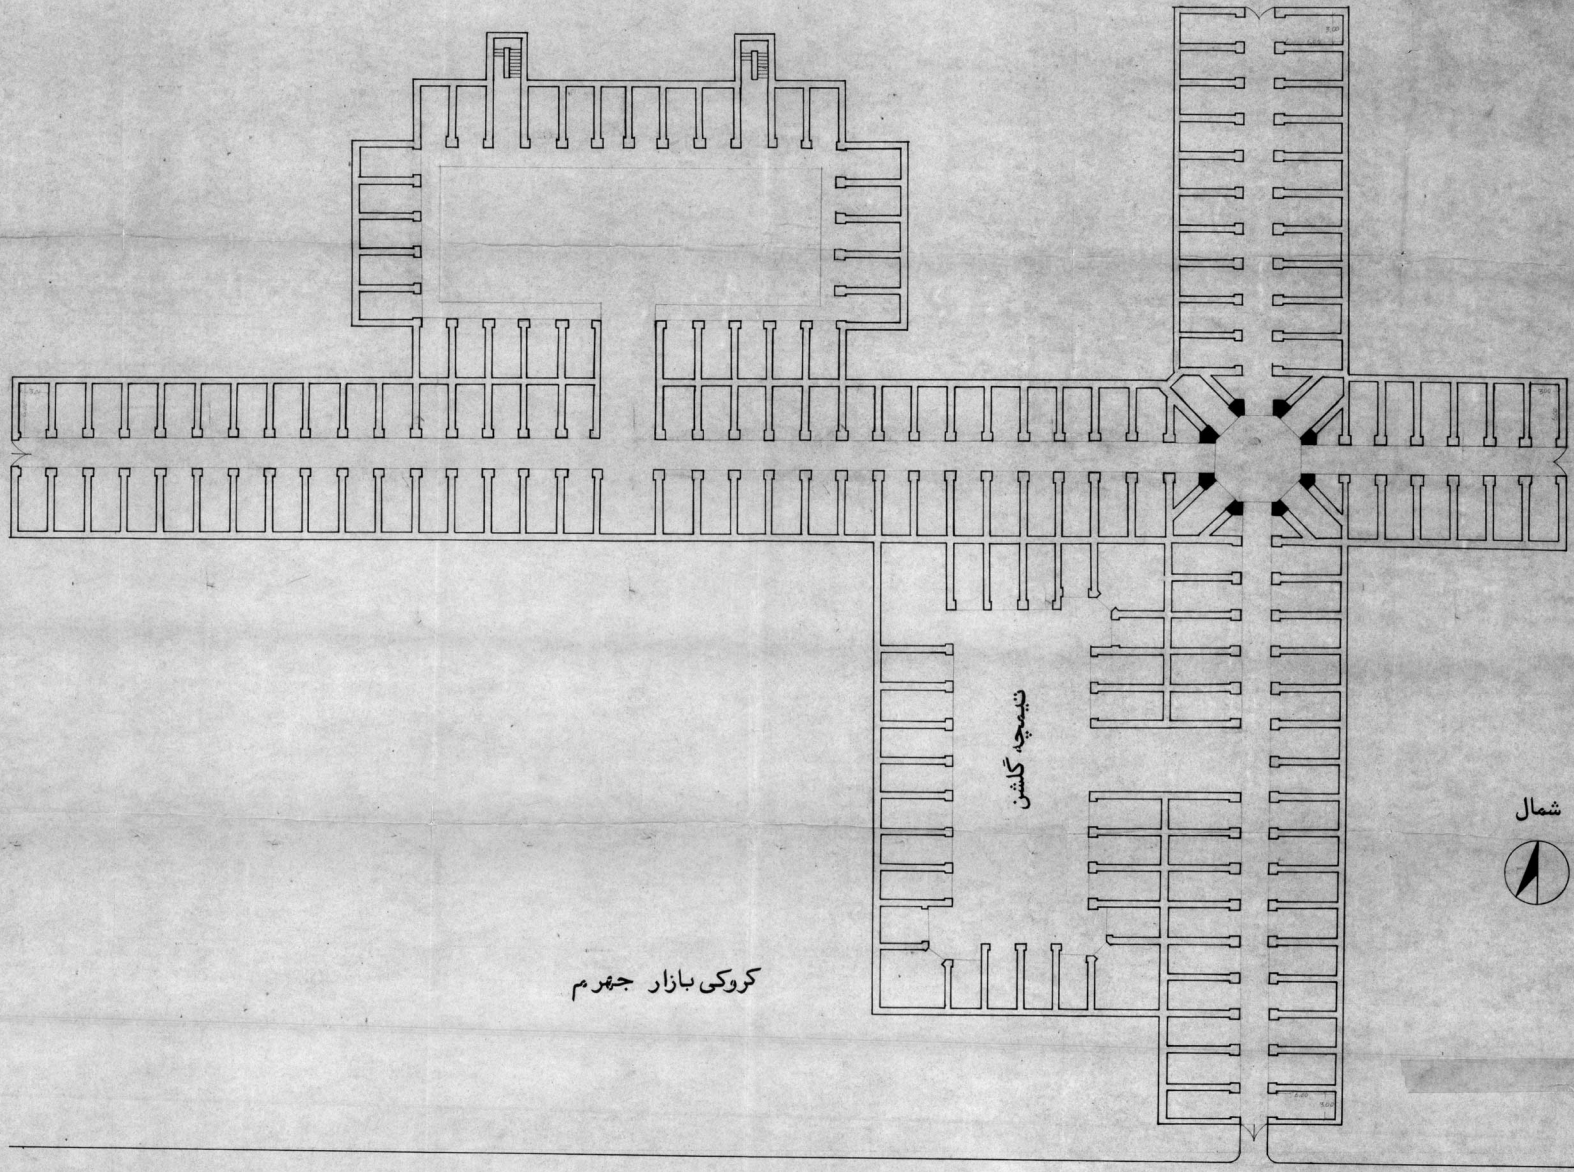 تیمچه گلشن
شمال
کروکی بازار جهرم